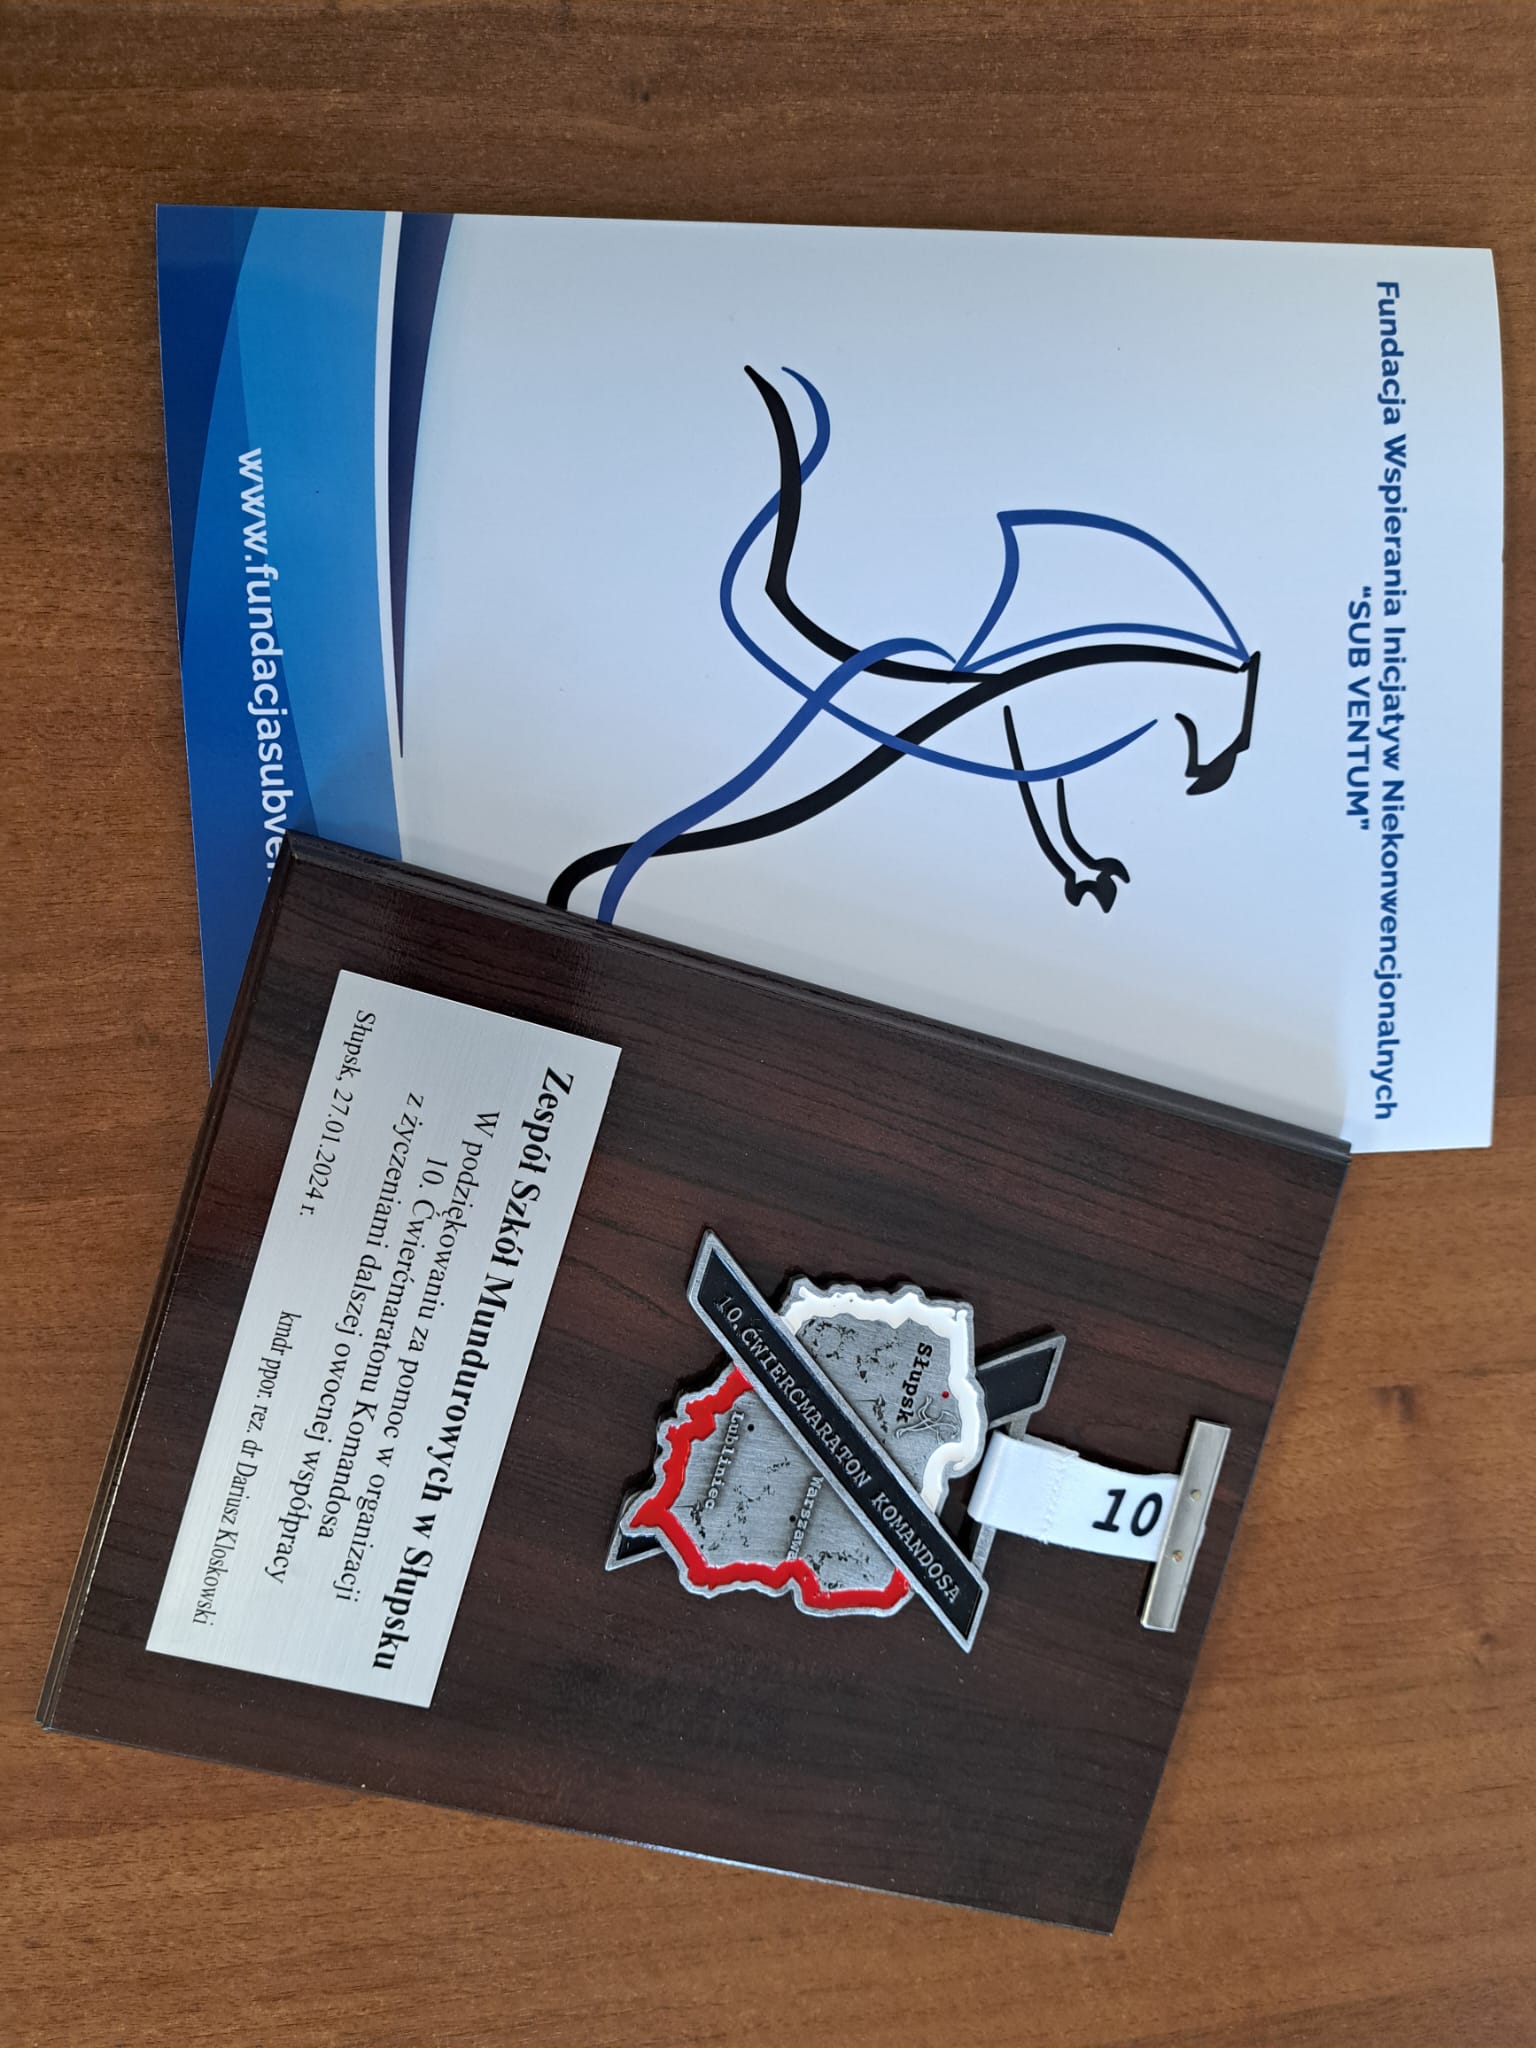 Fundacja Wspierania Inicjatyw Niekonwencjonalnych
"SUB VENTUM"
www.fundacjasubve
10
Słupsk
Warszawa
Lubliniec
10.ĆWIERCMARATON KOMANDOSA
Zespół Szkół Mundurowych w Słupsku
W podziękowaniu za pomoc w organizacji
10. Ćwierćmaratonu Komandosa
z życzeniami dalszej owocnej współpracy
Słupsk, 27.01.2024 r.
kmdr ppor. rez. dr Dariusz Kloskowski